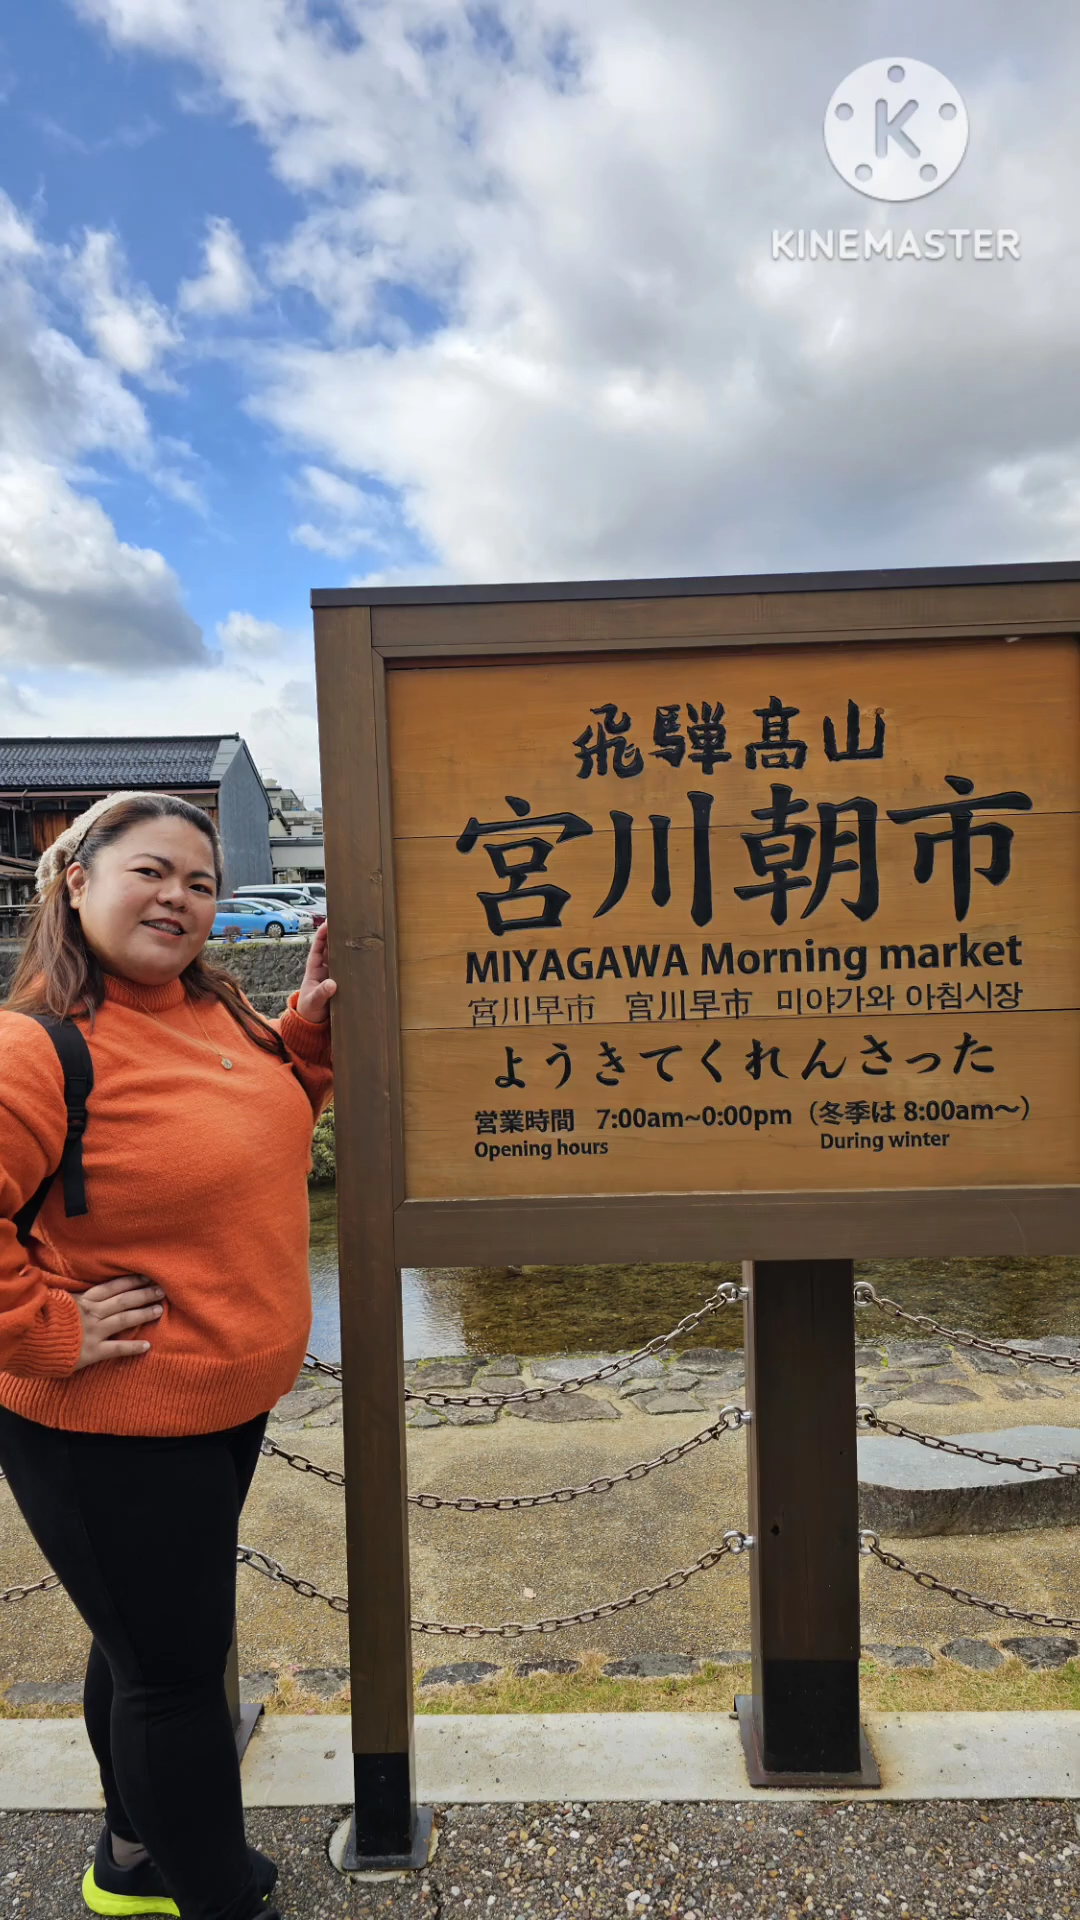 K
KINEMASTER
飛騨高山
宮川朝市
MIYAGAWA Morning market
宮川早市 宫川早市 미야가와 아침시장
ようきてくれんさった
営業時間 7:00am~0:00pm（冬季は 8:00am～）
Opening hours During winter